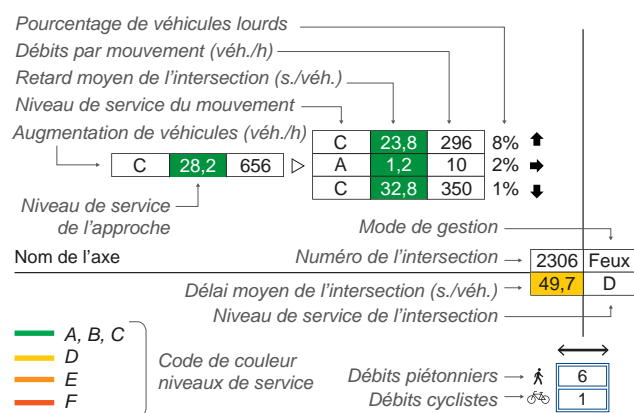 Pourcentage de véhicules lourds
Débits par mouvement (véh./h)
Retard moyen de l'intersection (s./véh.)
Niveau de service du mouvement
Augmentation de véhicules (véh./h)
C 23,8 296 8%
A 1,2 10 2%
C 32,8 350 1%
C 28,2 656
Niveau de service
de l'approche
Mode de gestion
Nom de l'axe
Numéro de l'intersection
2306 Feux
49,7 D
Délai moyen de l'intersection (s./véh.)
Niveau de service de l'intersection
A, B, C
D
E
F
Code de couleur
niveaux de service
Débits piétonniers
6
Débits cyclistes
1